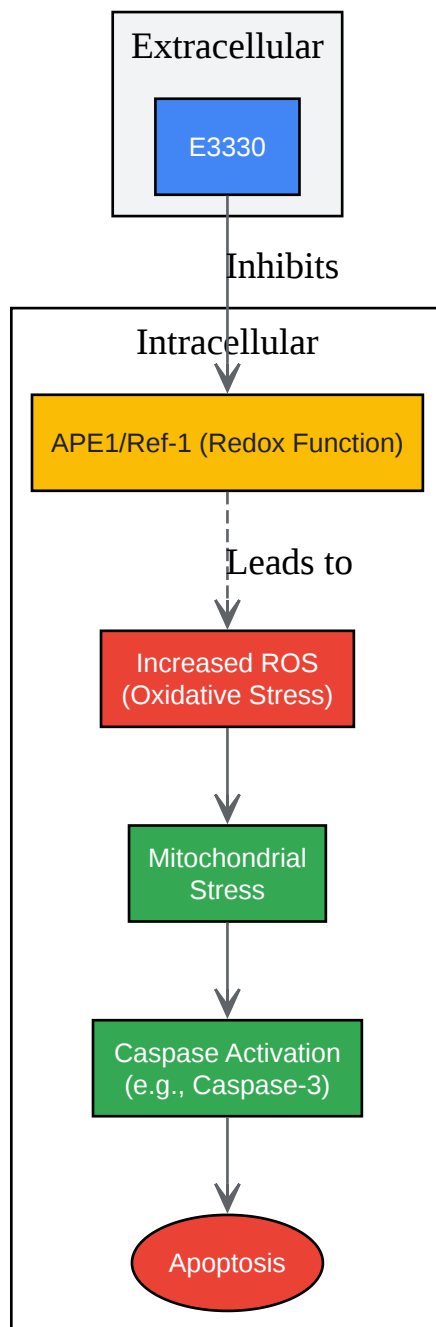 Extracellular
E3330
Inhibits
Intracellular
APE1/Ref-1 (Redox Function)
Leads to
Increased ROS
(Oxidative Stress)
Mitochondrial
Stress
Caspase Activation
(e.g., Caspase-3)
Apoptosis